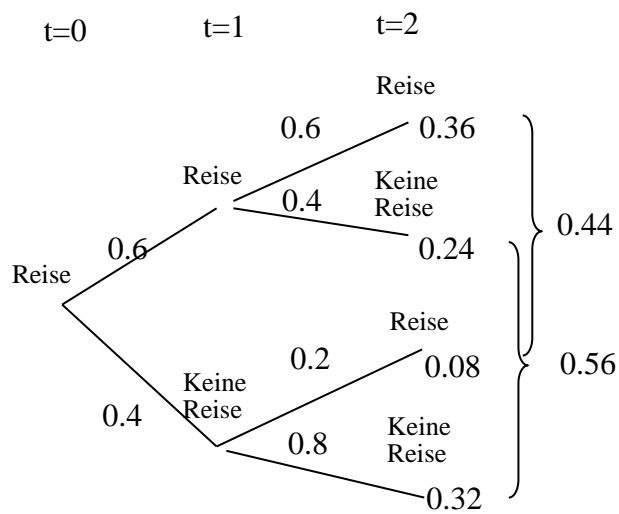 t=0
t=1
t=2
Reise
0.6
0.36
Reise
0.4
Keine
Reise
0.44
0.6
0.24
Reise
Reise
0.2
0.08
0.56
Keine
Reise
0.4
0.8
Keine
Reise
0.32